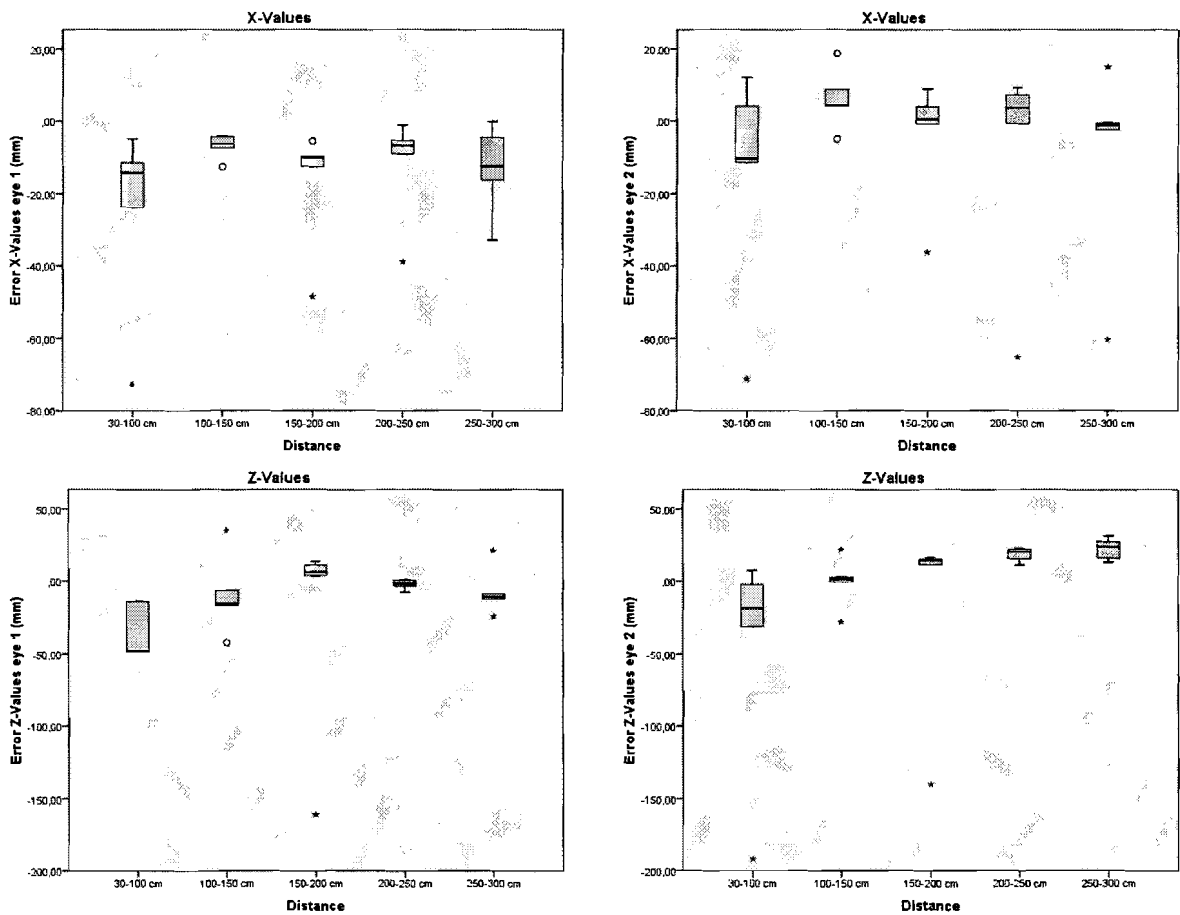 X-Values
Error X-Values eye 1 (mm)
20,00
,00
-20,00
-40,00
-60,00
-80,00
30-100 cm 100-150 cm 150-200 cm 200-250 cm 250-300 cm
Distance
X-Values
Error X-Values eye 2 (mm)
20,00
,00
-20,00
-40,00
-60,00
-80,00
30-100 cm 100-150 cm 150-200 cm 200-250 cm 250-300 cm
Distance
Z-Values
Error Z-Values eye 1 (mm)
50,00
,00
-50,00
-100,00
-150,00
-200,00
30-100 cm 100-150 cm 150-200 cm 200-250 cm 250-300 cm
Distance
Z-Values
Error Z-Values eye 2 (mm)
50,00
,00
-50,00
-100,00
-150,00
-200,00
30-100 cm 100-150 cm 150-200 cm 200-250 cm 250-300 cm
Distance